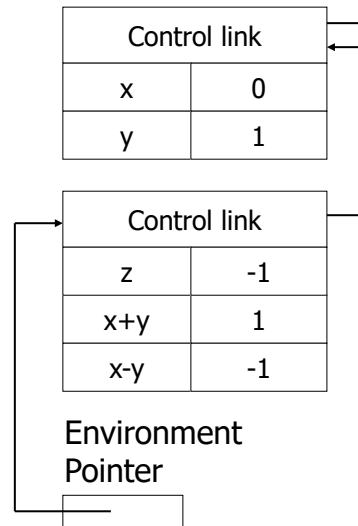 Control link
x 0
y 1
Control link
z -1
x+y 1
x-y -1
Environment
Pointer